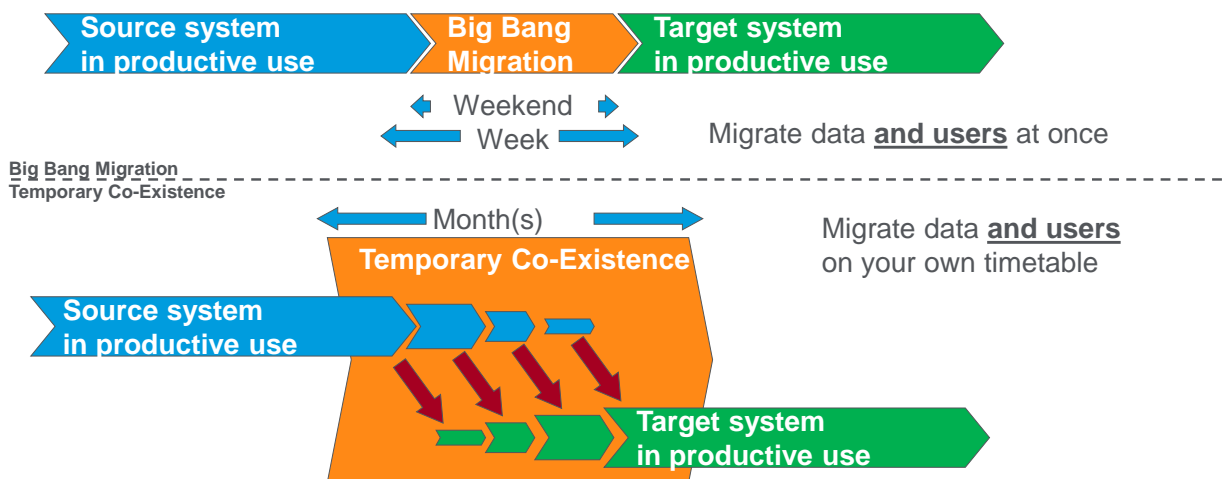 Source system
in productive use
Big Bang
Migration
Target system
in productive use
Weekend
Week
Migrate data and users at once
Big Bang Migration
Temporary Co-Existence
Month(s)
Migrate data and users
on your own timetable
Temporary Co-Existence
Source system
in productive use
Target system
in productive use